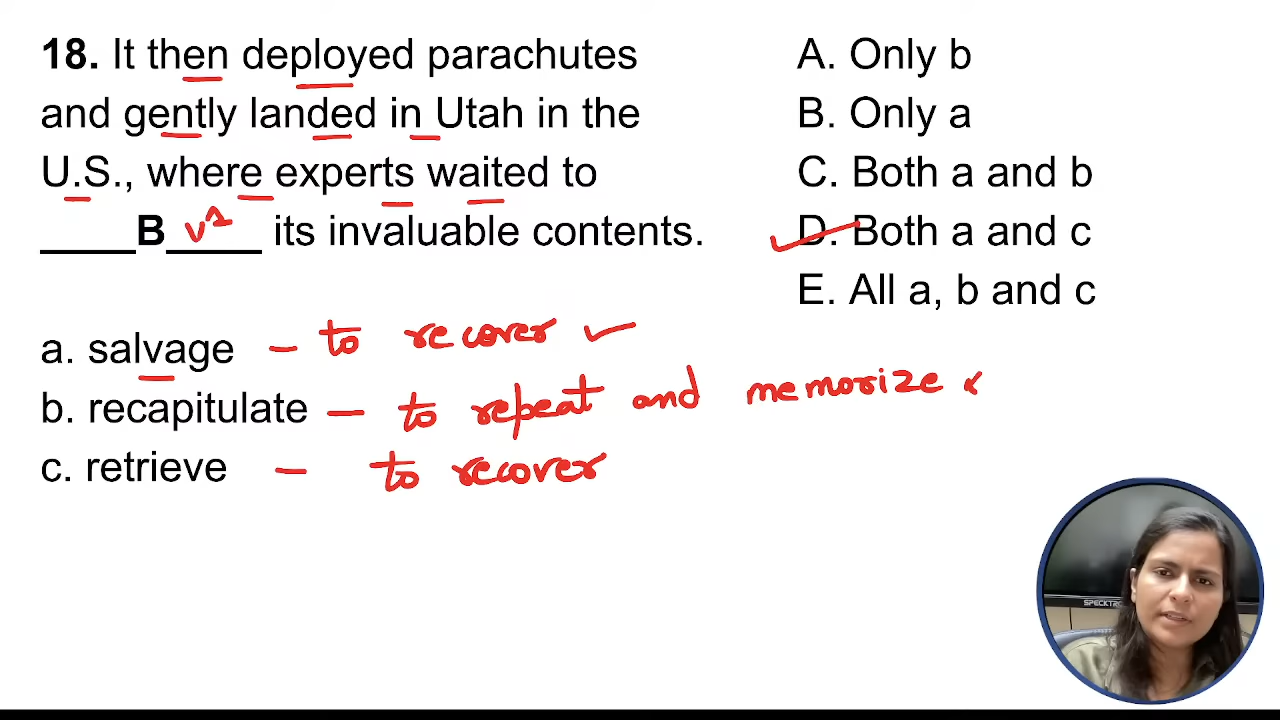 18. It then deployed parachutes
and gently landed in Utah in the
U.S., where experts waited to
____B_v1___ its invaluable contents.
A. Only b
B. Only a
C. Both a and b
D. Both a and c
E. All a, b and c
a. salvage - to recover ✓
b. recapitulate - to repeat and memorize ×
c. retrieve - to recover
SPECKTRO